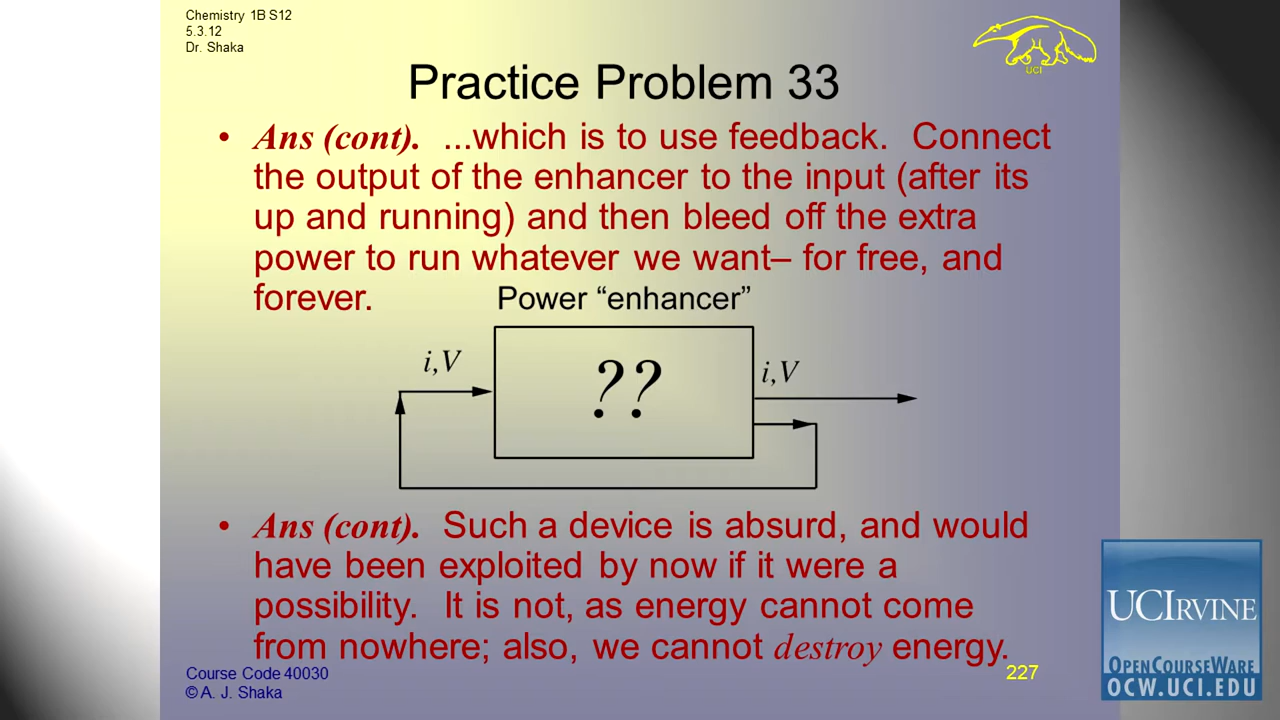 Chemistry 1B S12
5.3.12
Dr. Shaka
UCI
Practice Problem 33
• Ans (cont). ...which is to use feedback. Connect
the output of the enhancer to the input (after its
up and running) and then bleed off the extra
power to run whatever we want– for free, and
forever.
Power “enhancer”
i,V
??
i,V
• Ans (cont). Such a device is absurd, and would
have been exploited by now if it were a
possibility. It is not, as energy cannot come
from nowhere; also, we cannot destroy energy.
Course Code 40030
© A. J. Shaka
227
UCIRVINE
OPENCOURSEWARE
OCW.UCI.EDU